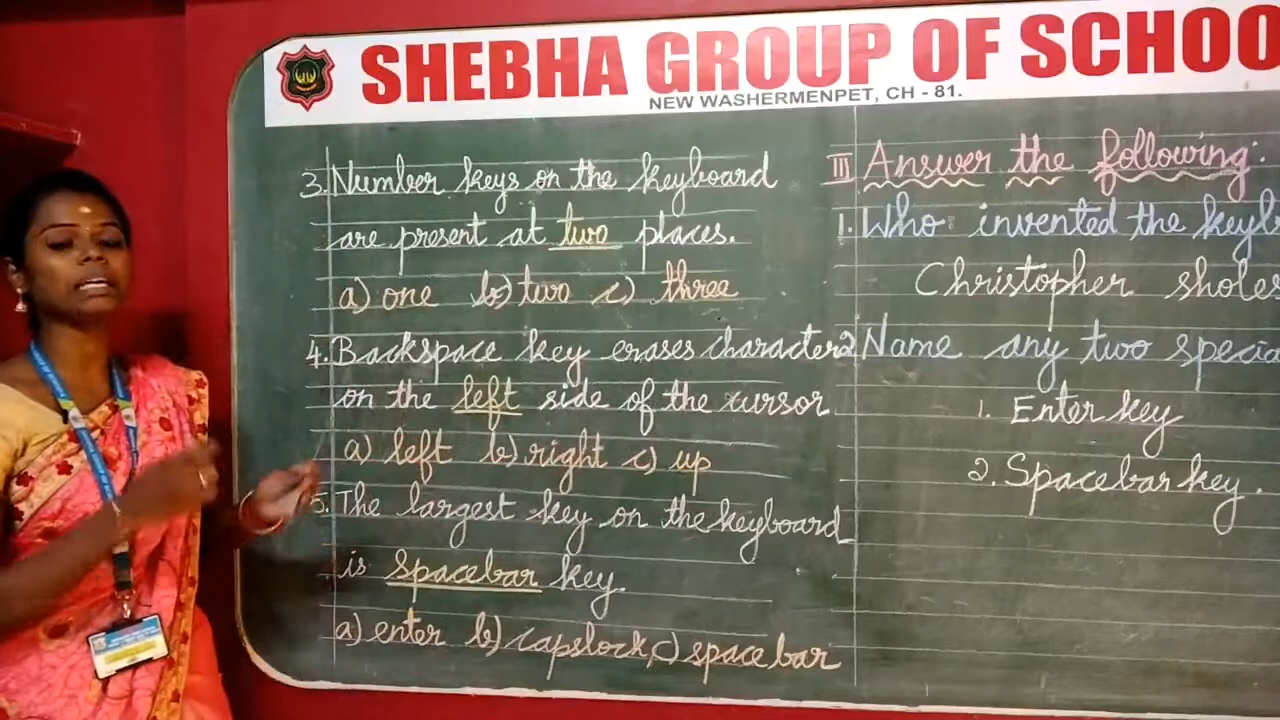 SHEBHA GROUP OF SCHOO
NEW WASHERMENPET, CH - 81.
3. Number keys on the keyboard
are present at two places.
a) one b) two c) three
4. Backspace key erases character
on the left side of the cursor
a) left b) right c) up
5. The largest key on the keyboard
is spacebar key.
a) enter b) capslock, c) space bar
III Answer the following:
1. Who invented the keyb
Christopher sholes
2 Name any two specia
1. Enter key
2. Spacebar key.